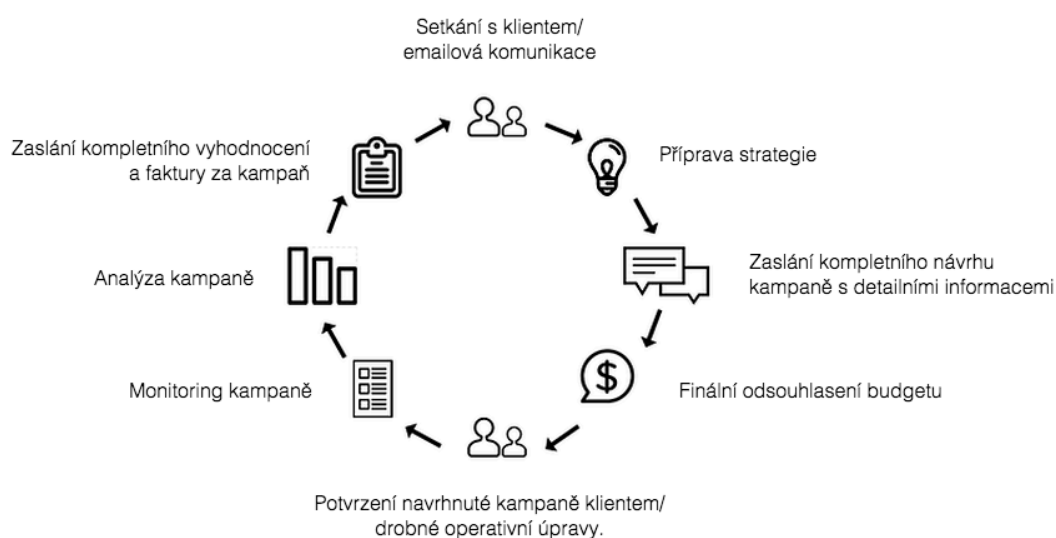 Setkání s klientem/
emailová komunikace
Příprava strategie
Zaslání kompletního návrhu
kampaně s detailními informacemi
Finální odsouhlasení budgetu
Potvrzení navrhnuté kampaně klientem/
drobné operativní úpravy.
Monitoring kampaně
Analýza kampaně
Zaslání kompletního vyhodnocení
a faktury za kampaň
$